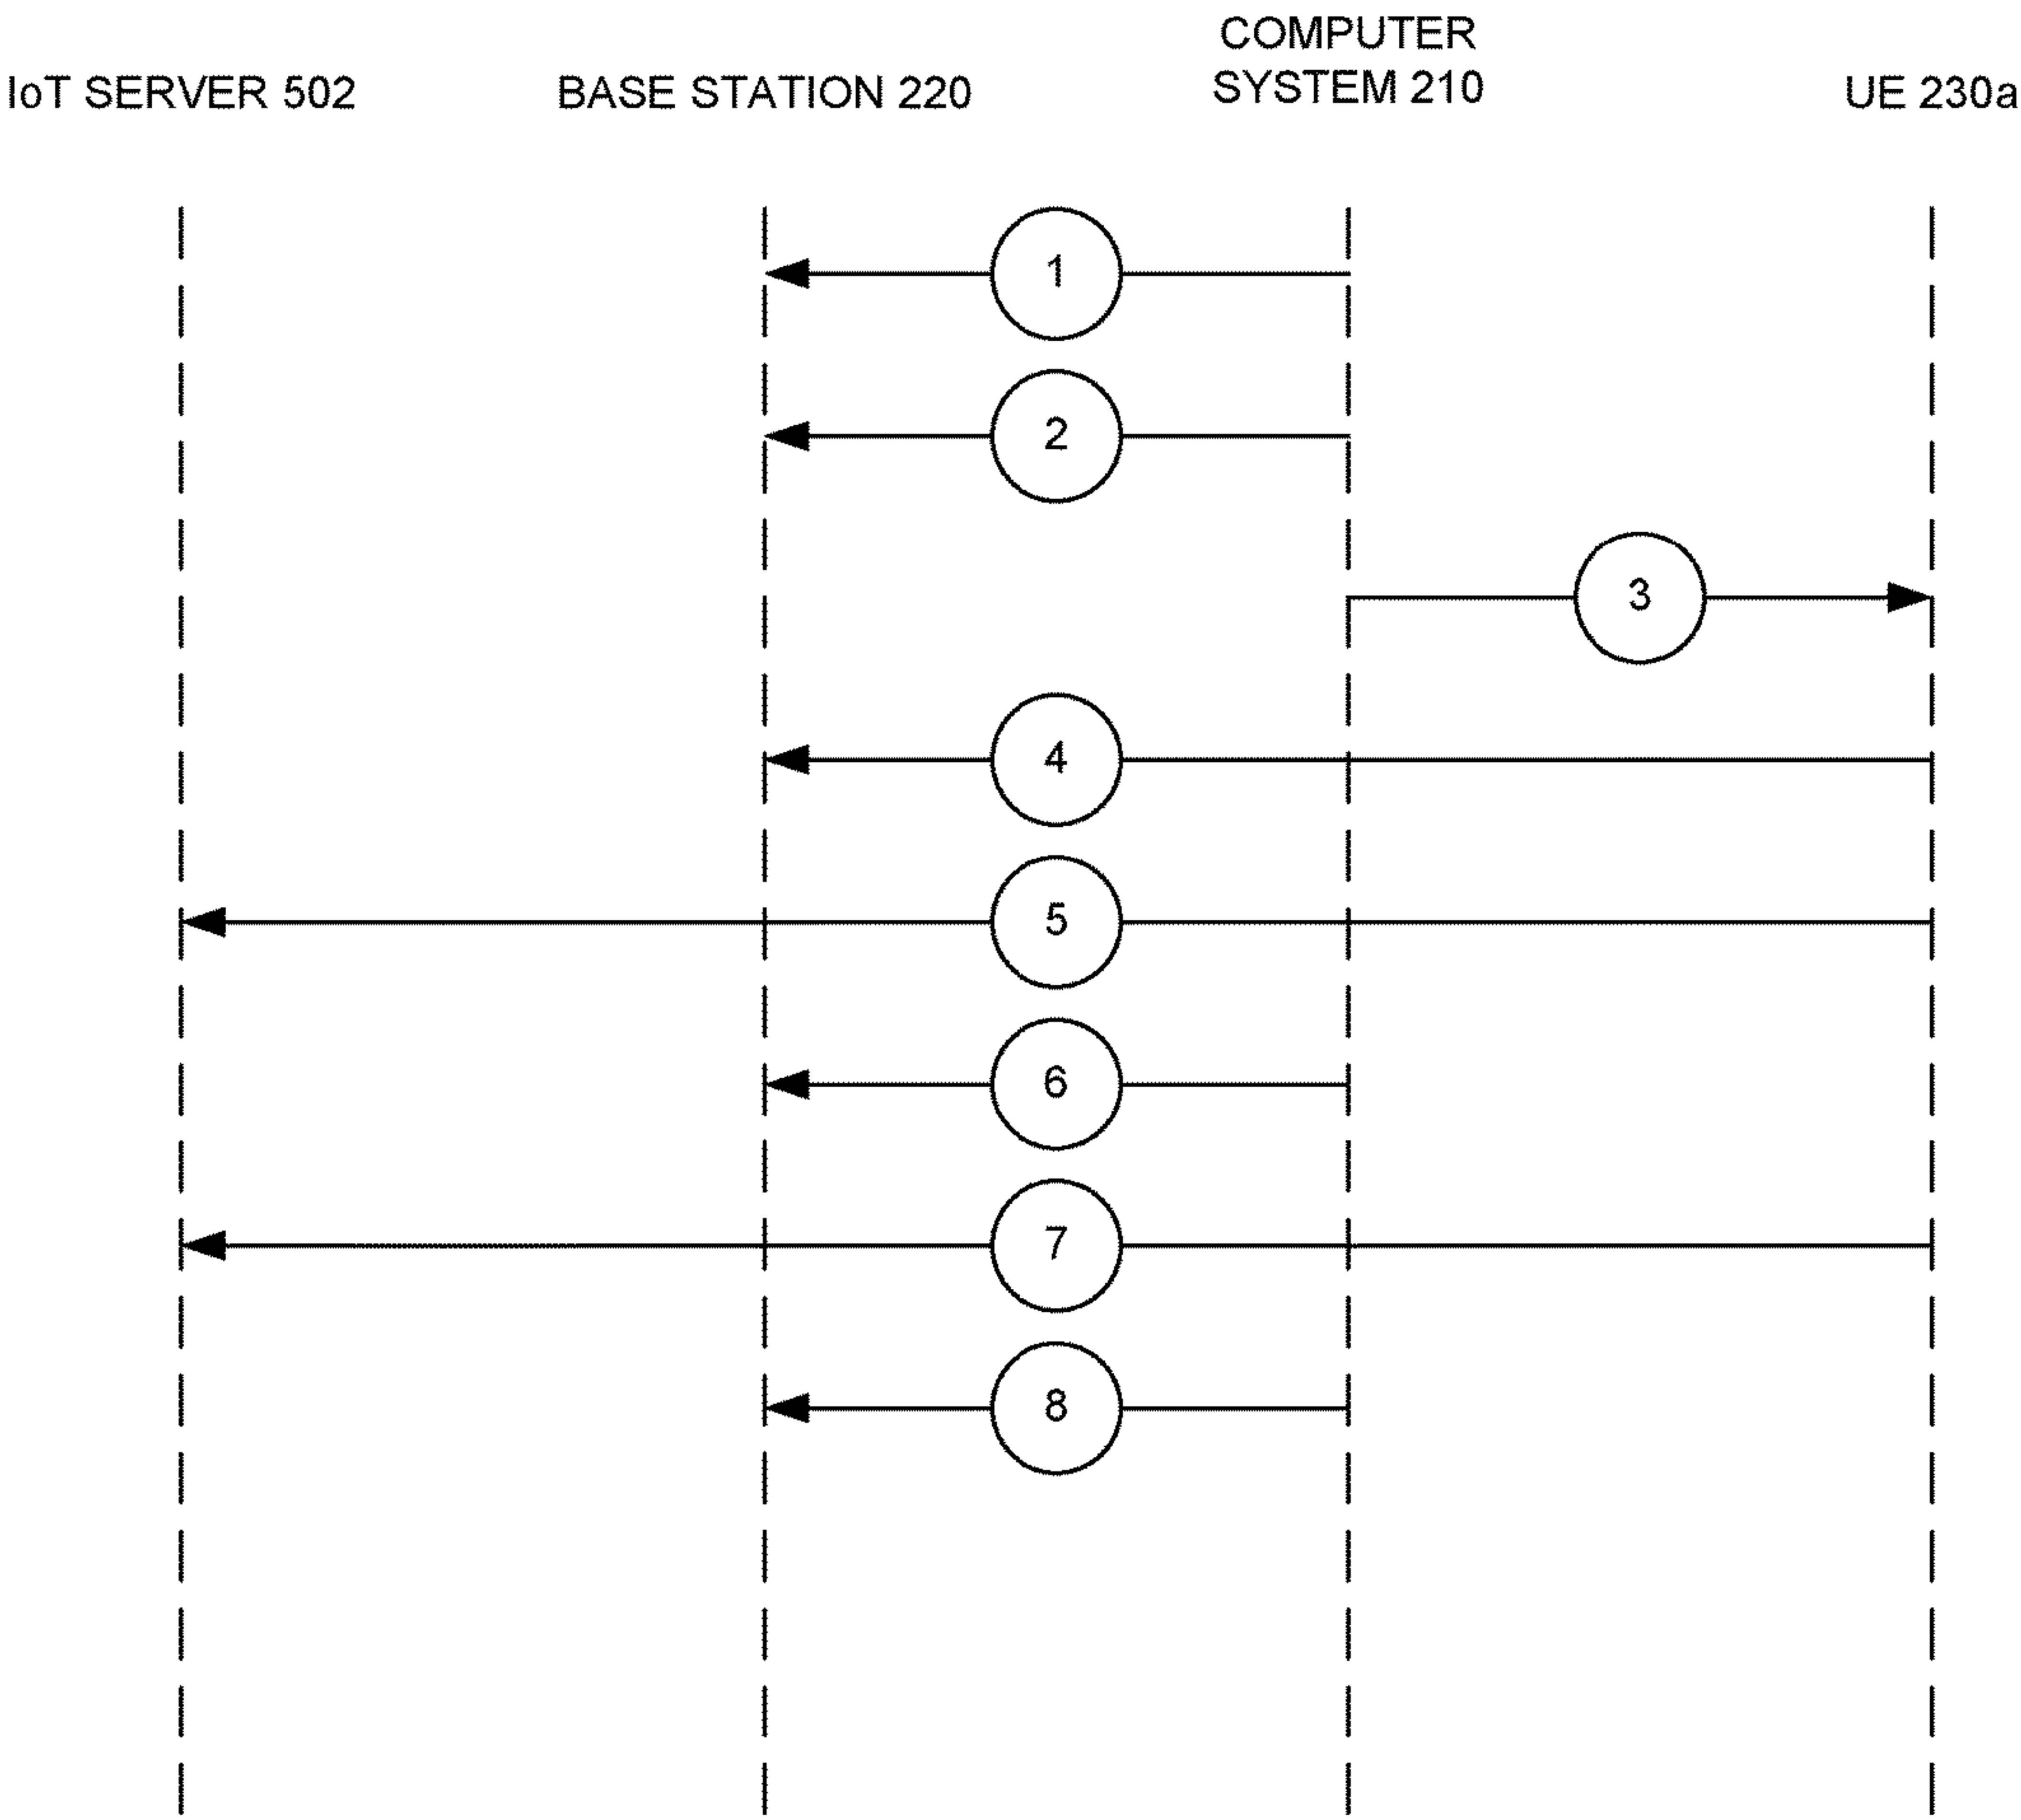 IoT SERVER 502
BASE STATION 220
COMPUTER
SYSTEM 210
UE 230a
1
2
3
4
5
6
7
8